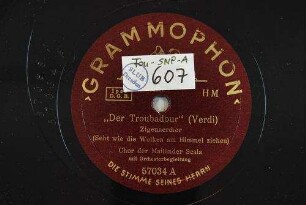 GRAMMOPHON
Tou-SNP-A
607
HM
„Der Troubadour" (Verdi)
Zigeunerchor
(Seht wie die Wolken am Himmel ziehen)
Chor der Mailänder Scala
mit Orchesterbegleitung
57034 A
DIE STIMME SEINES HERRN